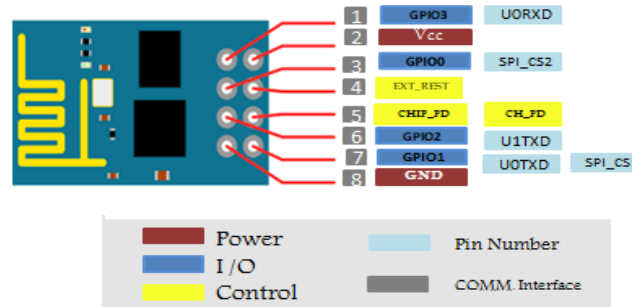 1 GPIO3 U0RXD
2 Vcc
3 GPIO0 SPI_CS2
4 EXT_REST
5 CHIP_PD CH_PD
6 GPIO2 U1TXD
7 GPIO1 U0TXD SPI_CS
8 GND
Power Pin Number
I/O
Control COMM. Interface